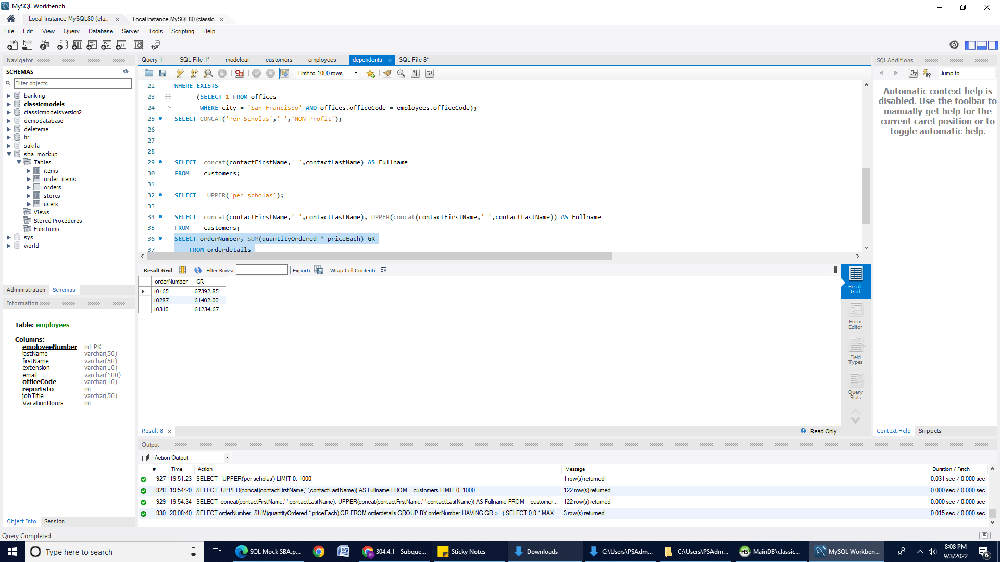 MySQL Workbench
Local instance MySQL80 (cla...
Local instance MySQL80 (classic...
File Edit View Query Database Server Tools Scripting Help
Navigator
SCHEMAS
Filter objects
banking
classicmodels
classicmodelsversion2
demodatabase
deleteme
hr
sakila
sba_mockup
Tables
items
order_items
orders
stores
users
Views
Stored Procedures
Functions
sys
world
Administration Schemas
Information
Table: employees
Columns:
employeeNumber int PK
lastName varchar(50)
firstName varchar(50)
extension varchar(10)
email varchar(100)
officeCode varchar(10)
reportsTo int
jobTitle varchar(50)
VacationHours int
Object Info Session
Query 1 SQL File 1* modelcar customers employees dependents SQL File 8*
Limit to 1000 rows
22 WHERE EXISTS
23 (SELECT 1 FROM offices
24 WHERE city = 'San Francisco' AND offices.officeCode = employees.officeCode);
25 SELECT CONCAT('Per Scholas','-','NON-Profit');
26
27
28
29 SELECT concat(contactFirstName,' ',contactLastName) AS Fullname
30 FROM customers;
31
32 SELECT UPPER('per scholas');
33
34 SELECT concat(contactFirstName,' ',contactLastName), UPPER(concat(contactFirstName,' ',contactLastName)) AS Fullname
35 FROM customers;
36 SELECT orderNumber, SUM(quantityOrdered * priceEach) GR
37 FROM orderdetails
Result Grid Filter Rows: Export: Wrap Cell Content:
orderNumber GR
10165 67392.85
10287 61402.00
10310 61234.67
Result Grid
Form Editor
Field Types
Query Stats
Result 8
Read Only
SQLAdditions
Jump to
Automatic context help is
disabled. Use the toolbar to
manually get help for the
current caret position or to
toggle automatic help.
Context Help Snippets
Output
Action Output
# Time Action Message Duration / Fetch
927 19:51:23 SELECT UPPER('per scholas') LIMIT 0, 1000 1 row(s) returned 0.031 sec / 0.000 sec
928 19:54:20 SELECT UPPER(concat(contactFirstName,' ',contactLastName)) AS Fullname FROM customers LIMIT 0, 1000 122 row(s) returned 0.000 sec / 0.000 sec
929 19:54:34 SELECT concat(contactFirstName,' ',contactLastName), UPPER(concat(contactFirstName,' ',contactLastName)) AS Fullname FROM customer... 122 row(s) returned 0.000 sec / 0.000 sec
930 20:08:40 SELECT orderNumber, SUM(quantityOrdered * priceEach) GR FROM orderdetails GROUP BY orderNumber HAVING GR >= ( SELECT 0.9 * MAX... 3 row(s) returned 0.015 sec / 0.000 sec
Query Completed
Type here to search
SQL Mock SBA.p...
304.4.1 - Subque...
Sticky Notes
Downloads
C:\Users\PSAdm...
C:\Users\PSAdm...
MainDB\classic...
MySQL Workben...
8:08 PM
9/3/2022
6